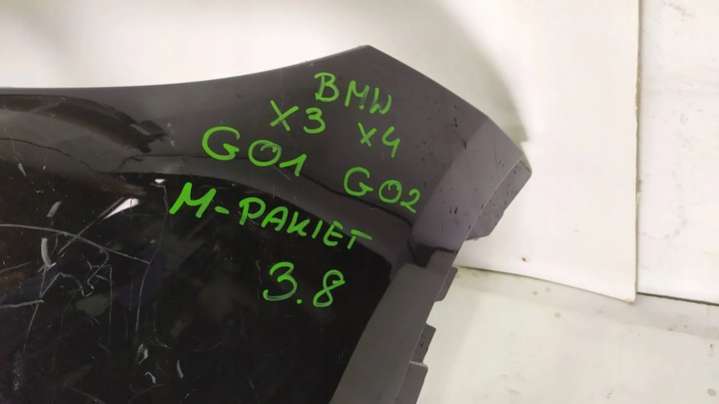 BMW
X3 X4
G01 G02
M-PAKIET
3.8